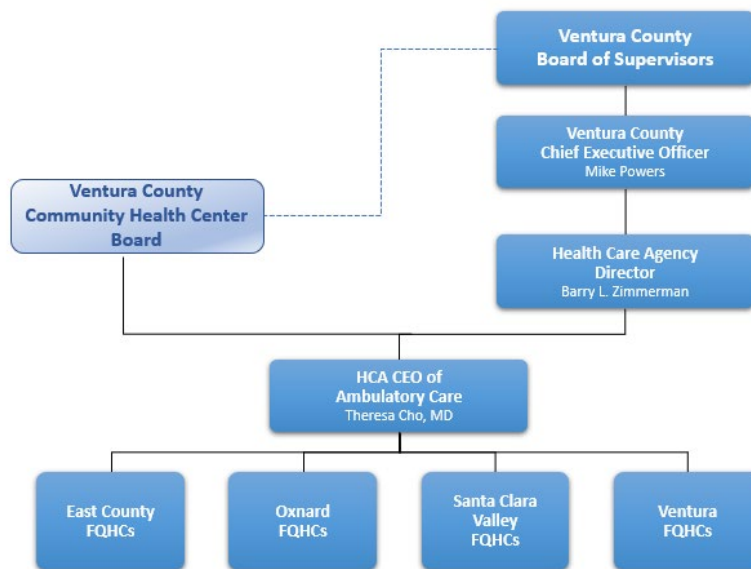 Ventura County
Board of Supervisors
Ventura County
Chief Executive Officer
Mike Powers
Ventura County
Community Health Center
Board
Health Care Agency
Director
Barry L. Zimmerman
HCA CEO of
Ambulatory Care
Theresa Cho, MD
East County
FQHCs
Oxnard
FQHCs
Santa Clara
Valley
FQHCs
Ventura
FQHCs